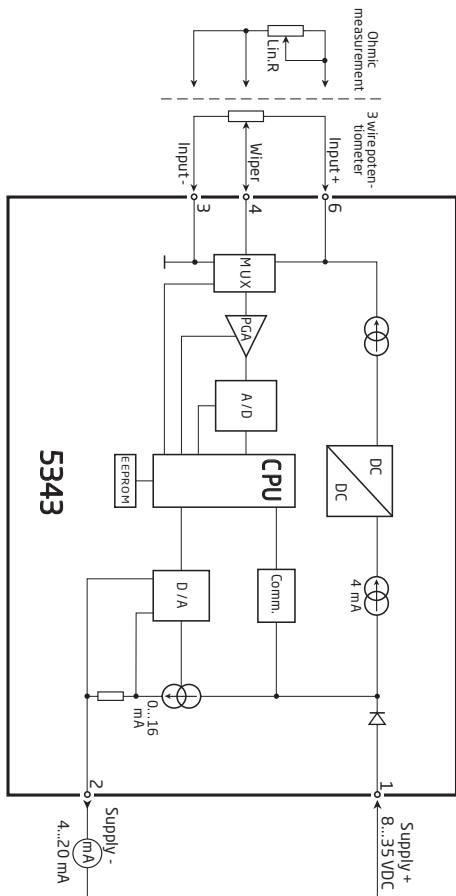 Ohmic
measurement
Lin.R
3 wire poten-
tiometer
Input +
Wiper
Input -
6
4
3
MUX
PGA
A/D
CPU
EEPROM
5343
DC
DC
4 mA
Comm.
D/A
0...16
mA
1
2
Supply +
8...35 VDC
Supply -
mA
4...20 mA